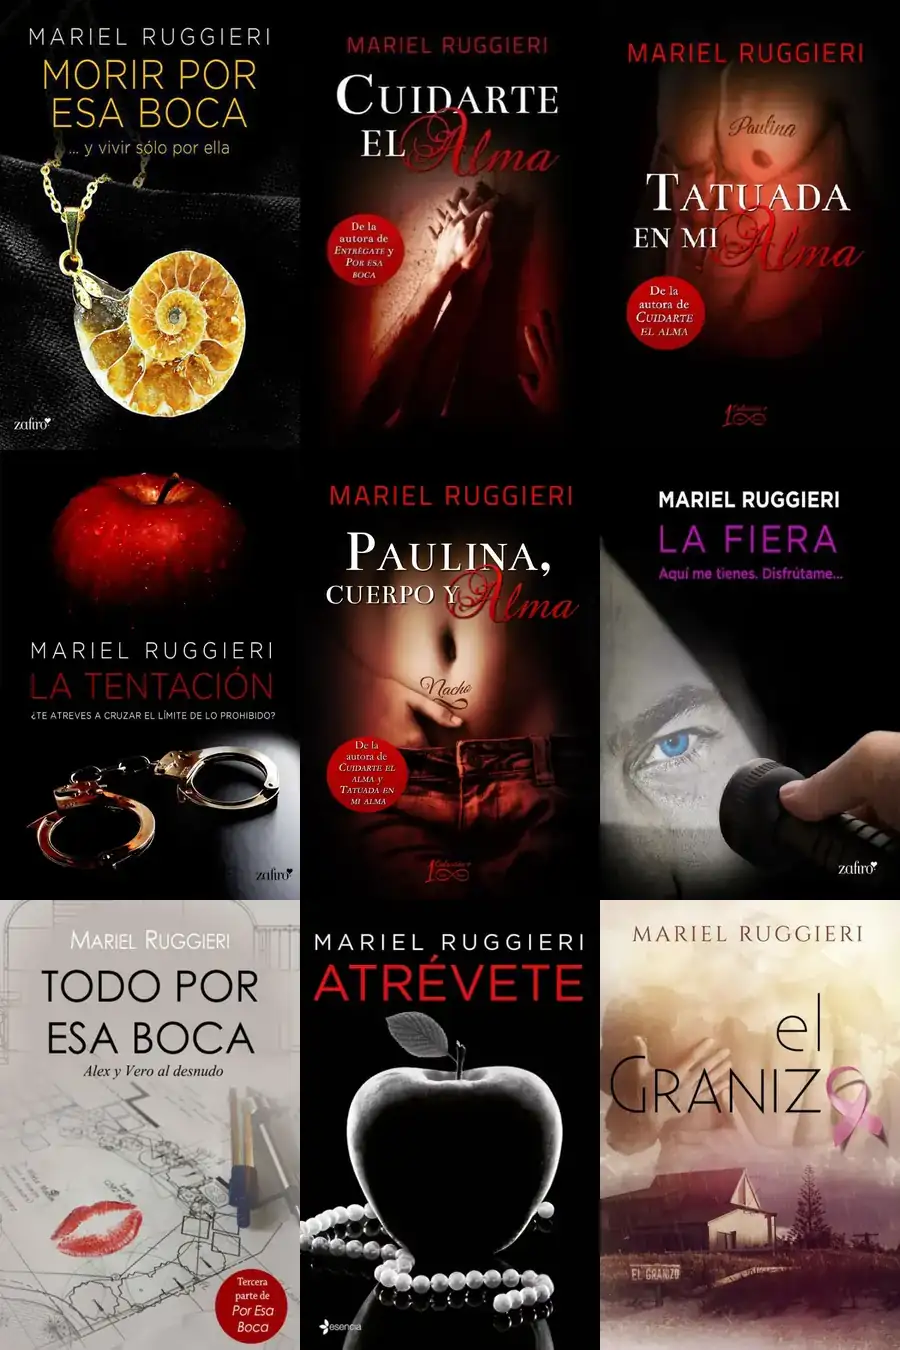 MARIEL RUGGIERI
MORIR POR
ESA BOCA
... y vivir sólo por ella
zafiro
MARIEL RUGGIERI
CUIDARTE
EL Alma
De la
autora de
ENTRÉGATE y
POR ESA
BOCA
MARIEL RUGGIERI
Paulina
TATUADA
EN MI Alma
De la
autora de
CUIDARTE
EL ALMA
MARIEL RUGGIERI
LA TENTACIÓN
¿TE ATREVES A CRUZAR EL LÍMITE DE LO PROHIBIDO?
zafiro
MARIEL RUGGIERI
PAULINA,
CUERPO Y Alma
Nacho
De la
autora de
CUIDARTE EL
ALMA y
TATUADA EN
MI ALMA
MARIEL RUGGIERI
LA FIERA
Aquí me tienes. Disfrútame...
zafiro
MARIEL RUGGIERI
TODO POR
ESA BOCA
Alex y Vero al desnudo
Tercera
parte de
Por Esa
Boca
MARIEL RUGGIERI
ATRÉVETE
esencia
MARIEL RUGGIERI
el
GRANIZO
EL GRANIZO